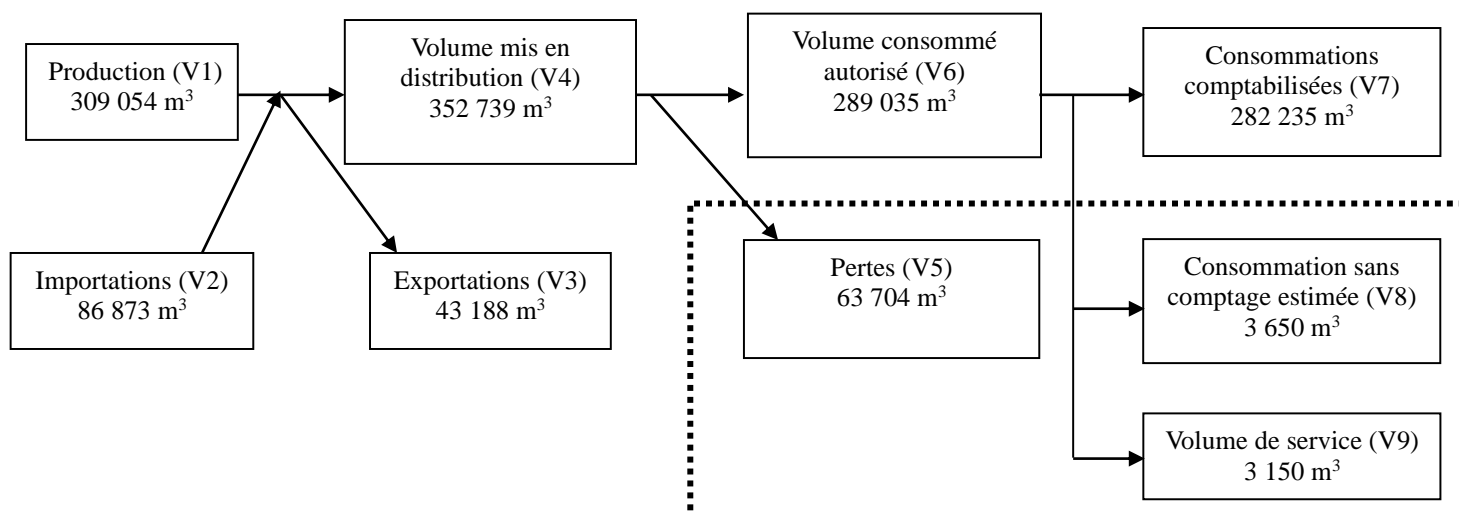 Production (V1)
309 054 m³
Volume mis en
distribution (V4)
352 739 m³
Volume consommé
autorisé (V6)
289 035 m³
Consommations
comptabilisées (V7)
282 235 m³
Importations (V2)
86 873 m³
Exportations (V3)
43 188 m³
Pertes (V5)
63 704 m³
Consommation sans
comptage estimée (V8)
3 650 m³
Volume de service (V9)
3 150 m³